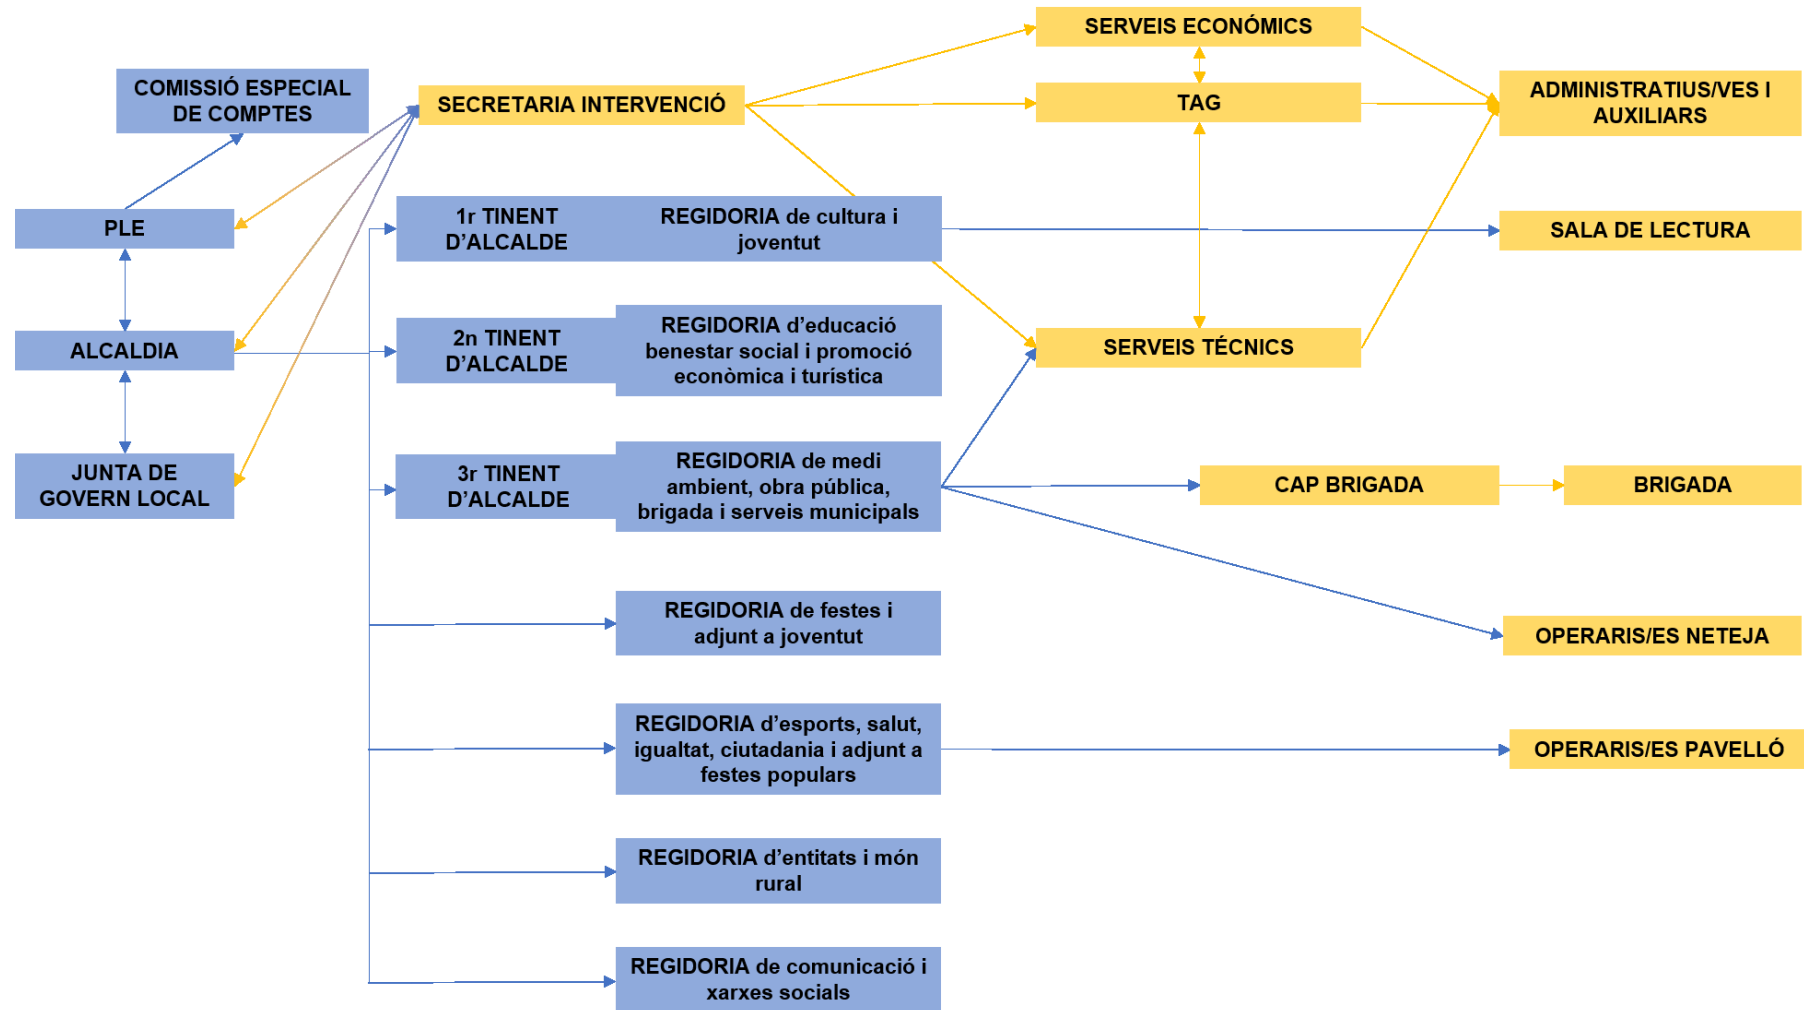 SERVEIS ECONÓMICS
COMISSIÓ ESPECIAL
DE COMPTES
SECRETARIA INTERVENCIÓ
TAG
ADMINISTRATIUS/VES I
AUXILIARS
PLE
1r TINENT
D’ALCALDE
REGIDORIA de cultura i
joventut
SALA DE LECTURA
ALCALDIA
2n TINENT
D’ALCALDE
REGIDORIA d’educació
benestar social i promoció
econòmica i turística
SERVEIS TÉCNICS
JUNTA DE
GOVERN LOCAL
3r TINENT
D’ALCALDE
REGIDORIA de medi
ambient, obra pública,
brigada i serveis municipals
CAP BRIGADA
BRIGADA
REGIDORIA de festes i
adjunt a joventut
OPERARIS/ES NETEJA
REGIDORIA d’esports, salut,
igualtat, ciutadania i adjunt a
festes populars
OPERARIS/ES PAVELLÓ
REGIDORIA d’entitats i món
rural
REGIDORIA de comunicació i
xarxes socials